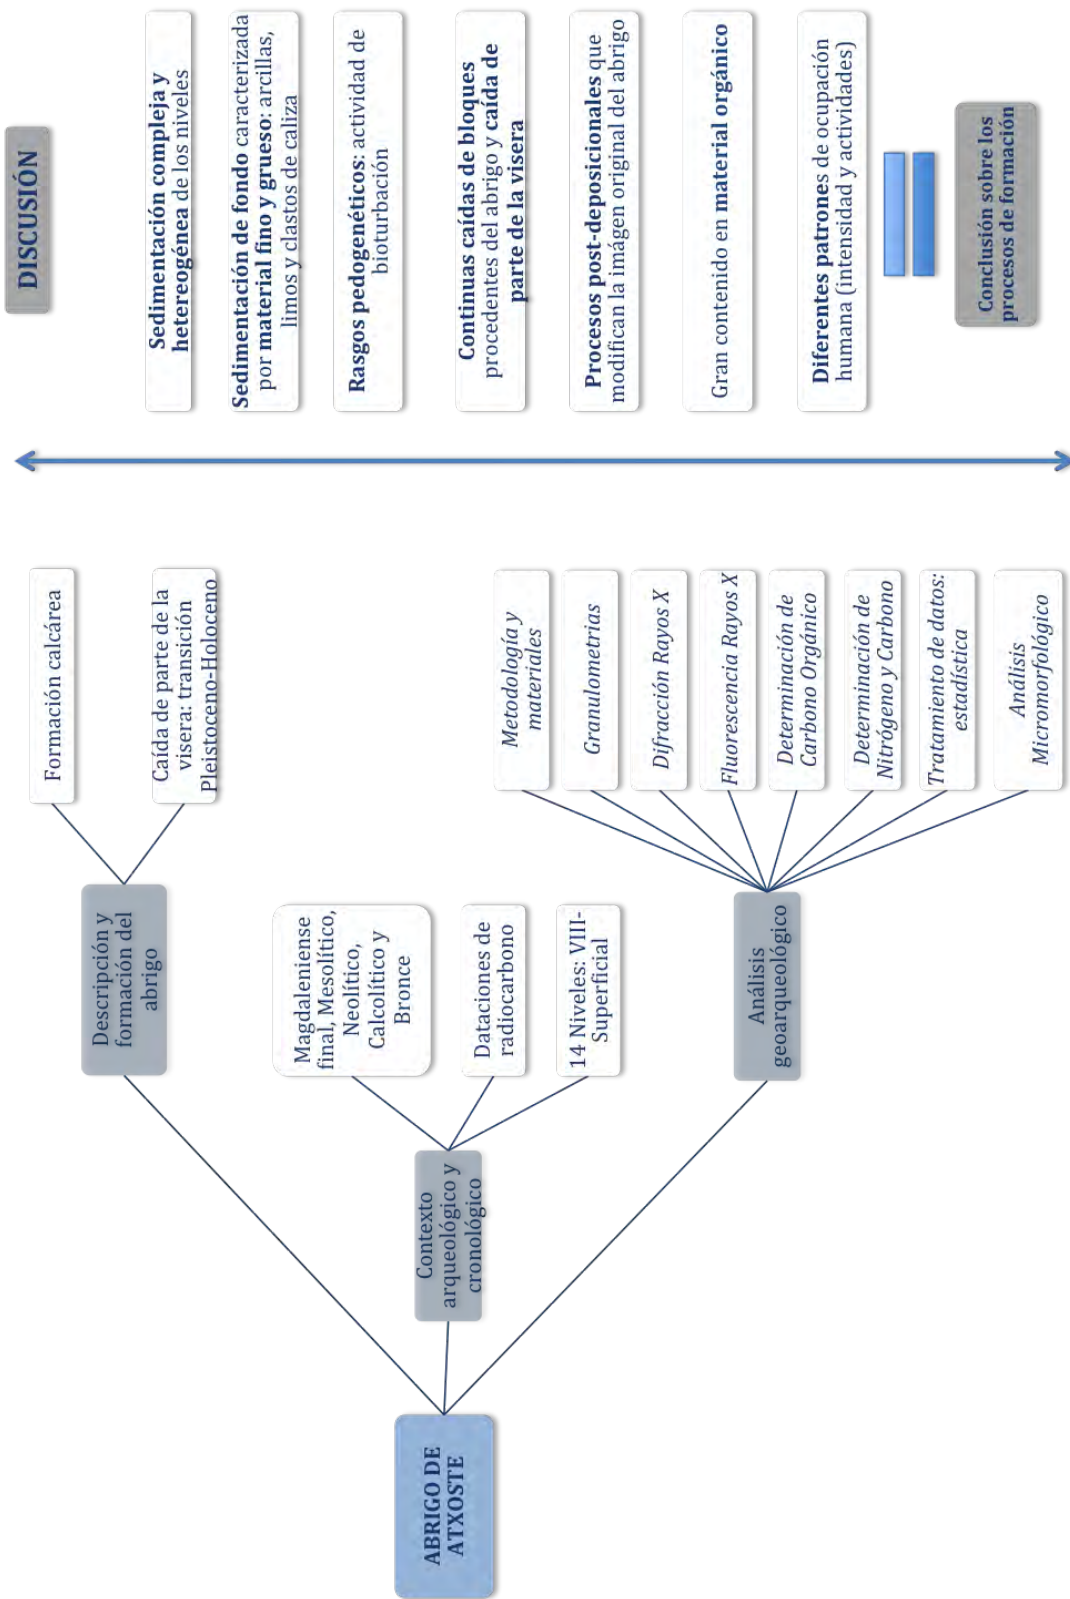 ABRIGO DE
ATXOSTE
Descripción y
formación del
abrigo
Formación calcárea
Caída de parte de la
visera: transición
Pleistoceno-Holoceno
Contexto
arqueológico y
cronológico
Magdaleniense
final, Mesolítico,
Neolítico,
Calcolítico y
Bronce
Dataciones de
radiocarbono
14 Niveles: VIII-
Superficial
Análisis
geoarqueológico
Metodología y
materiales
Granulometrias
Difracción Rayos X
Fluorescencia Rayos X
Determinación de
Carbono Orgánico
Determinación de
Nitrógeno y Carbono
Tratamiento de datos:
estadística
Análisis
Micromorfológico
DISCUSIÓN
Sedimentación compleja y
hetereogénea de los niveles
Sedimentación de fondo caracterizada
por material fino y grueso: arcillas,
limos y clastos de caliza
Rasgos pedogenéticos: actividad de
bioturbación
Continuas caídas de bloques
procedentes del abrigo y caída de
parte de la visera
Procesos post-deposicionales que
modifican la imágen original del abrigo
Gran contenido en material orgánico
Diferentes patrones de ocupación
humana (intensidad y actividades)
Conclusión sobre los
procesos de formación